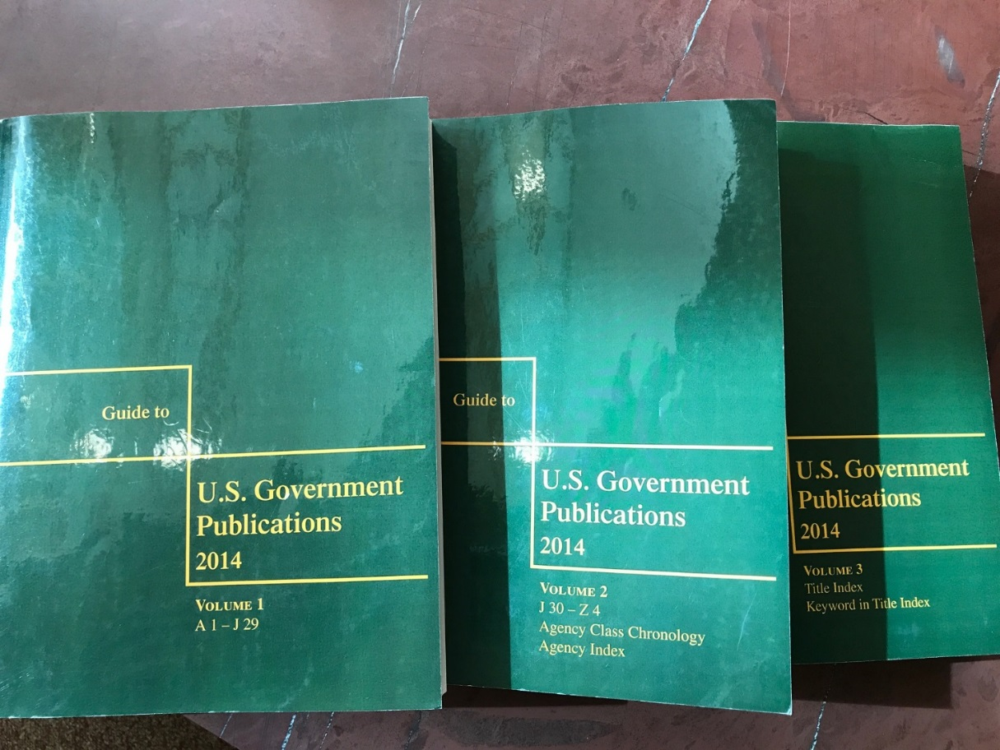 Guide to
U.S. Government
Publications
2014
VOLUME 1
A 1 – J 29
Guide to
U.S. Government
Publications
2014
VOLUME 2
J 30 – Z 4
Agency Class Chronology
Agency Index
U.S. Government
Publications
2014
VOLUME 3
Title Index
Keyword in Title Index